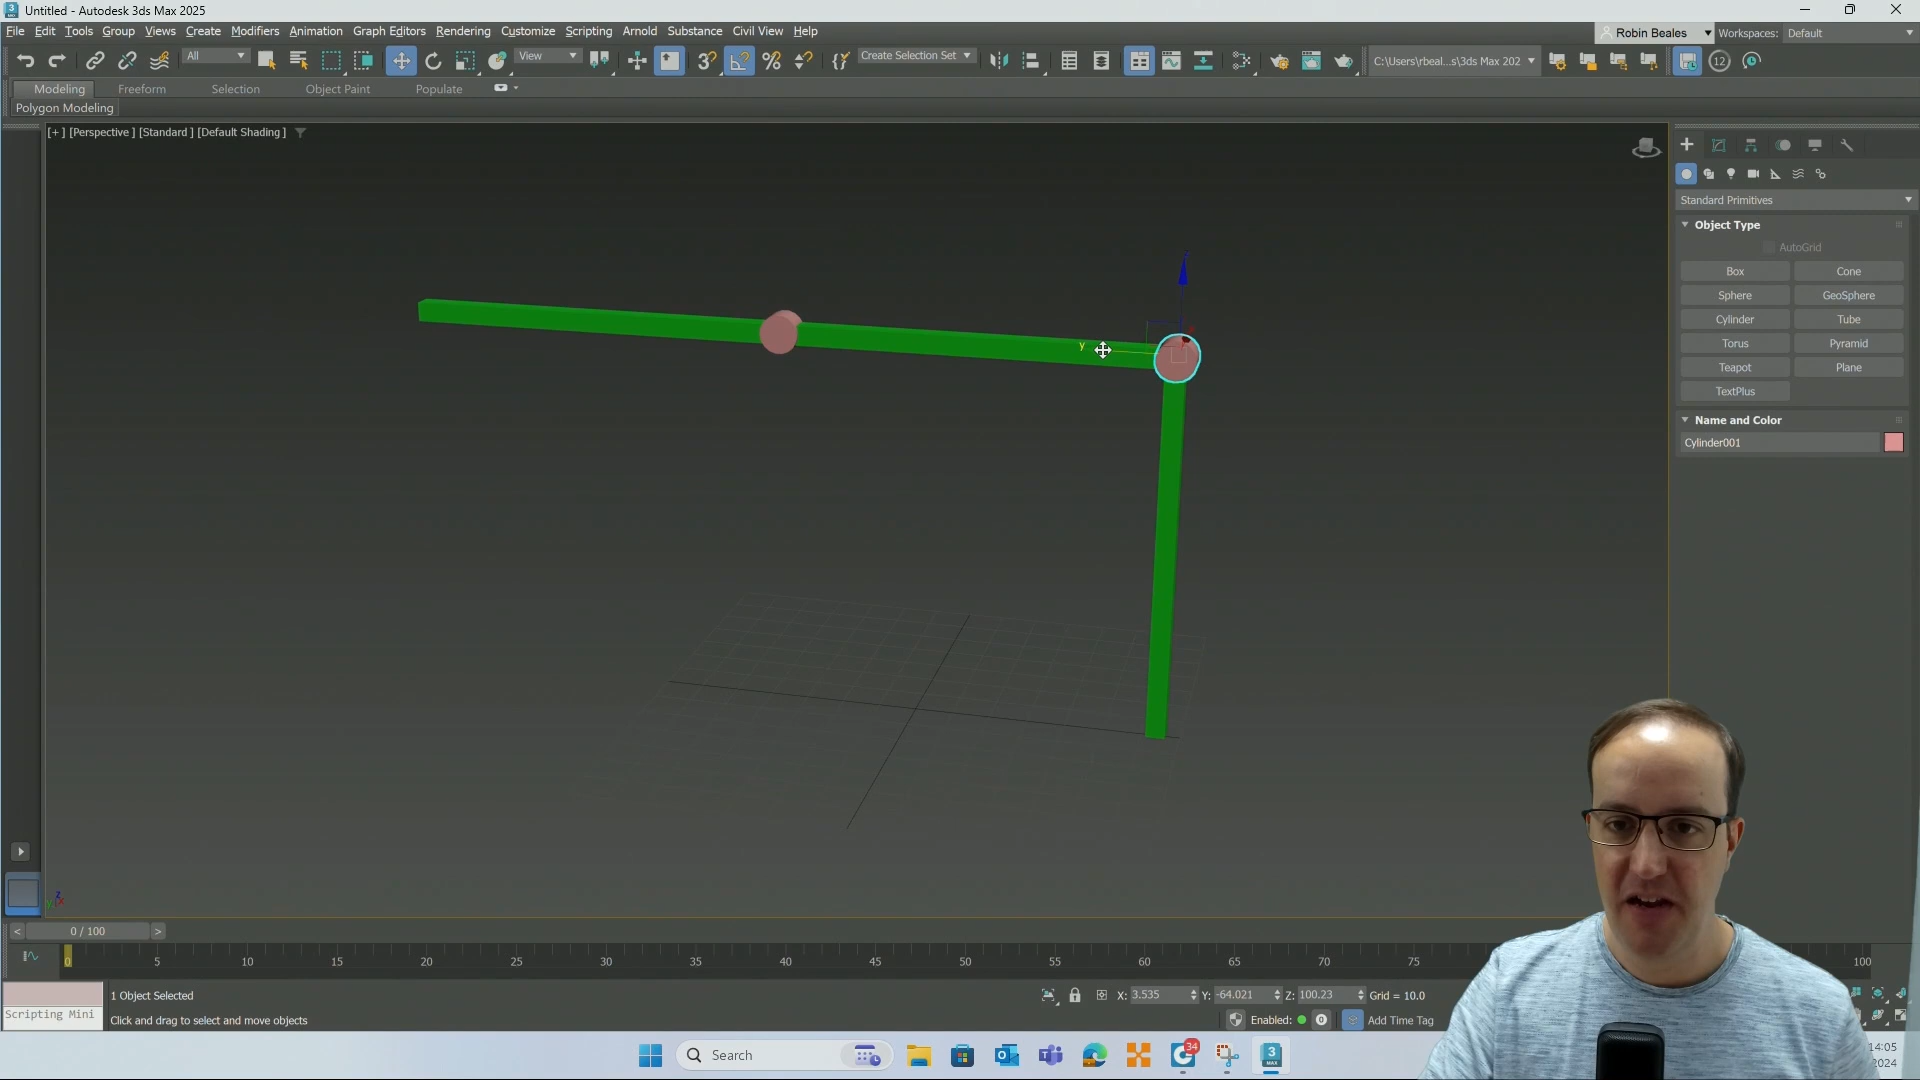 Untitled - Autodesk 3ds Max 2025
File Edit Tools Group Views Create Modifiers Animation Graph Editors Rendering Customize Scripting Arnold Substance Civil View Help
Robin Beales Workspaces: Default
All View Create Selection Set C:\Users\rbeal...s\3ds Max 202 12
Modeling Freeform Selection Object Paint Populate
Polygon Modeling
[+] [Perspective] [Standard] [Default Shading]
Standard Primitives
Object Type
AutoGrid
Box Cone
Sphere GeoSphere
Cylinder Tube
Torus Pyramid
Teapot Plane
TextPlus
Name and Color
Cylinder001
z
x
y
z
y x
< 0 / 100 >
0 5 10 15 20 25 30 35 40 45 50 55 60 65 70 75 100
1 Object Selected X: 3.535 Y: -64.021 Z: 100.23 Grid = 10.0
Scripting Mini Click and drag to select and move objects Enabled: Add Time Tag
Search 34 14:05
2024